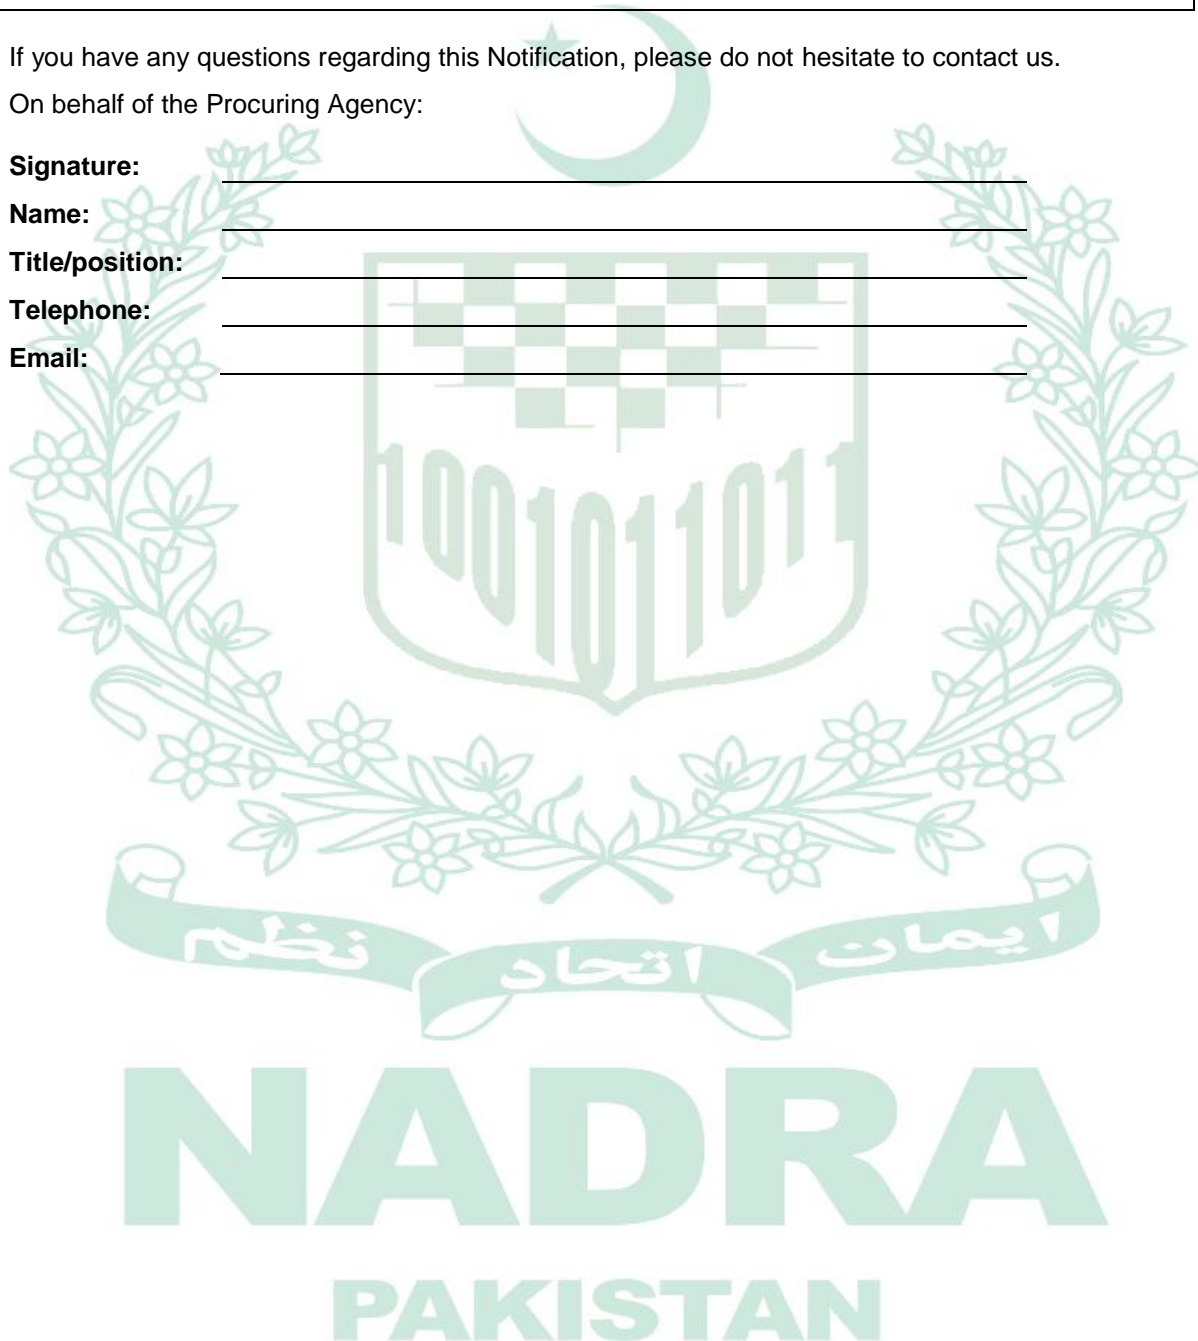 If you have any questions regarding this Notification, please do not hesitate to contact us.
On behalf of the Procuring Agency:
Signature:
Name:
Title/position:
Telephone:
Email:
1001011011
ایمان اتحاد نظم
NADRA
PAKISTAN